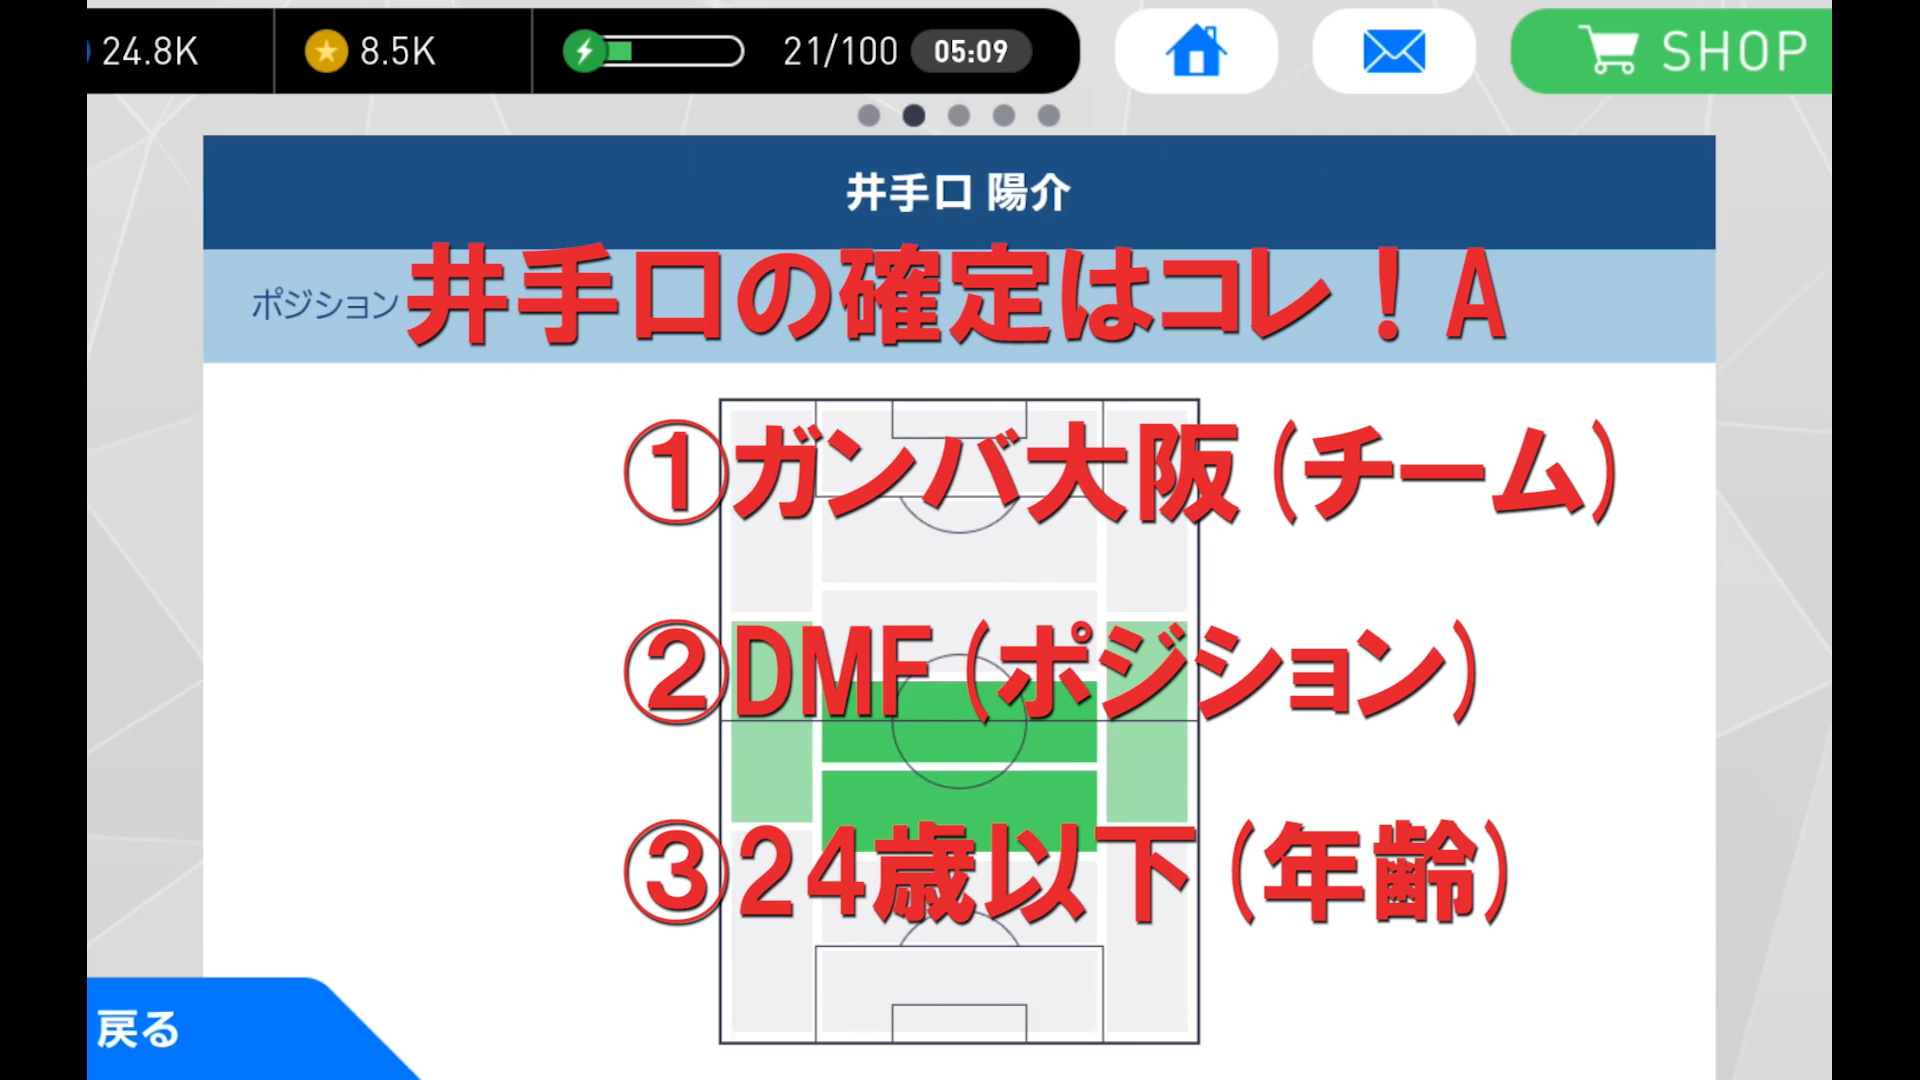 24.8K 8.5K 21/100 05:09 SHOP
井手口 陽介
ポジション
井手口の確定はコレ！A
①ガンバ大阪(チーム)
②DMF(ポジション)
③24歳以下(年齢)
戻る